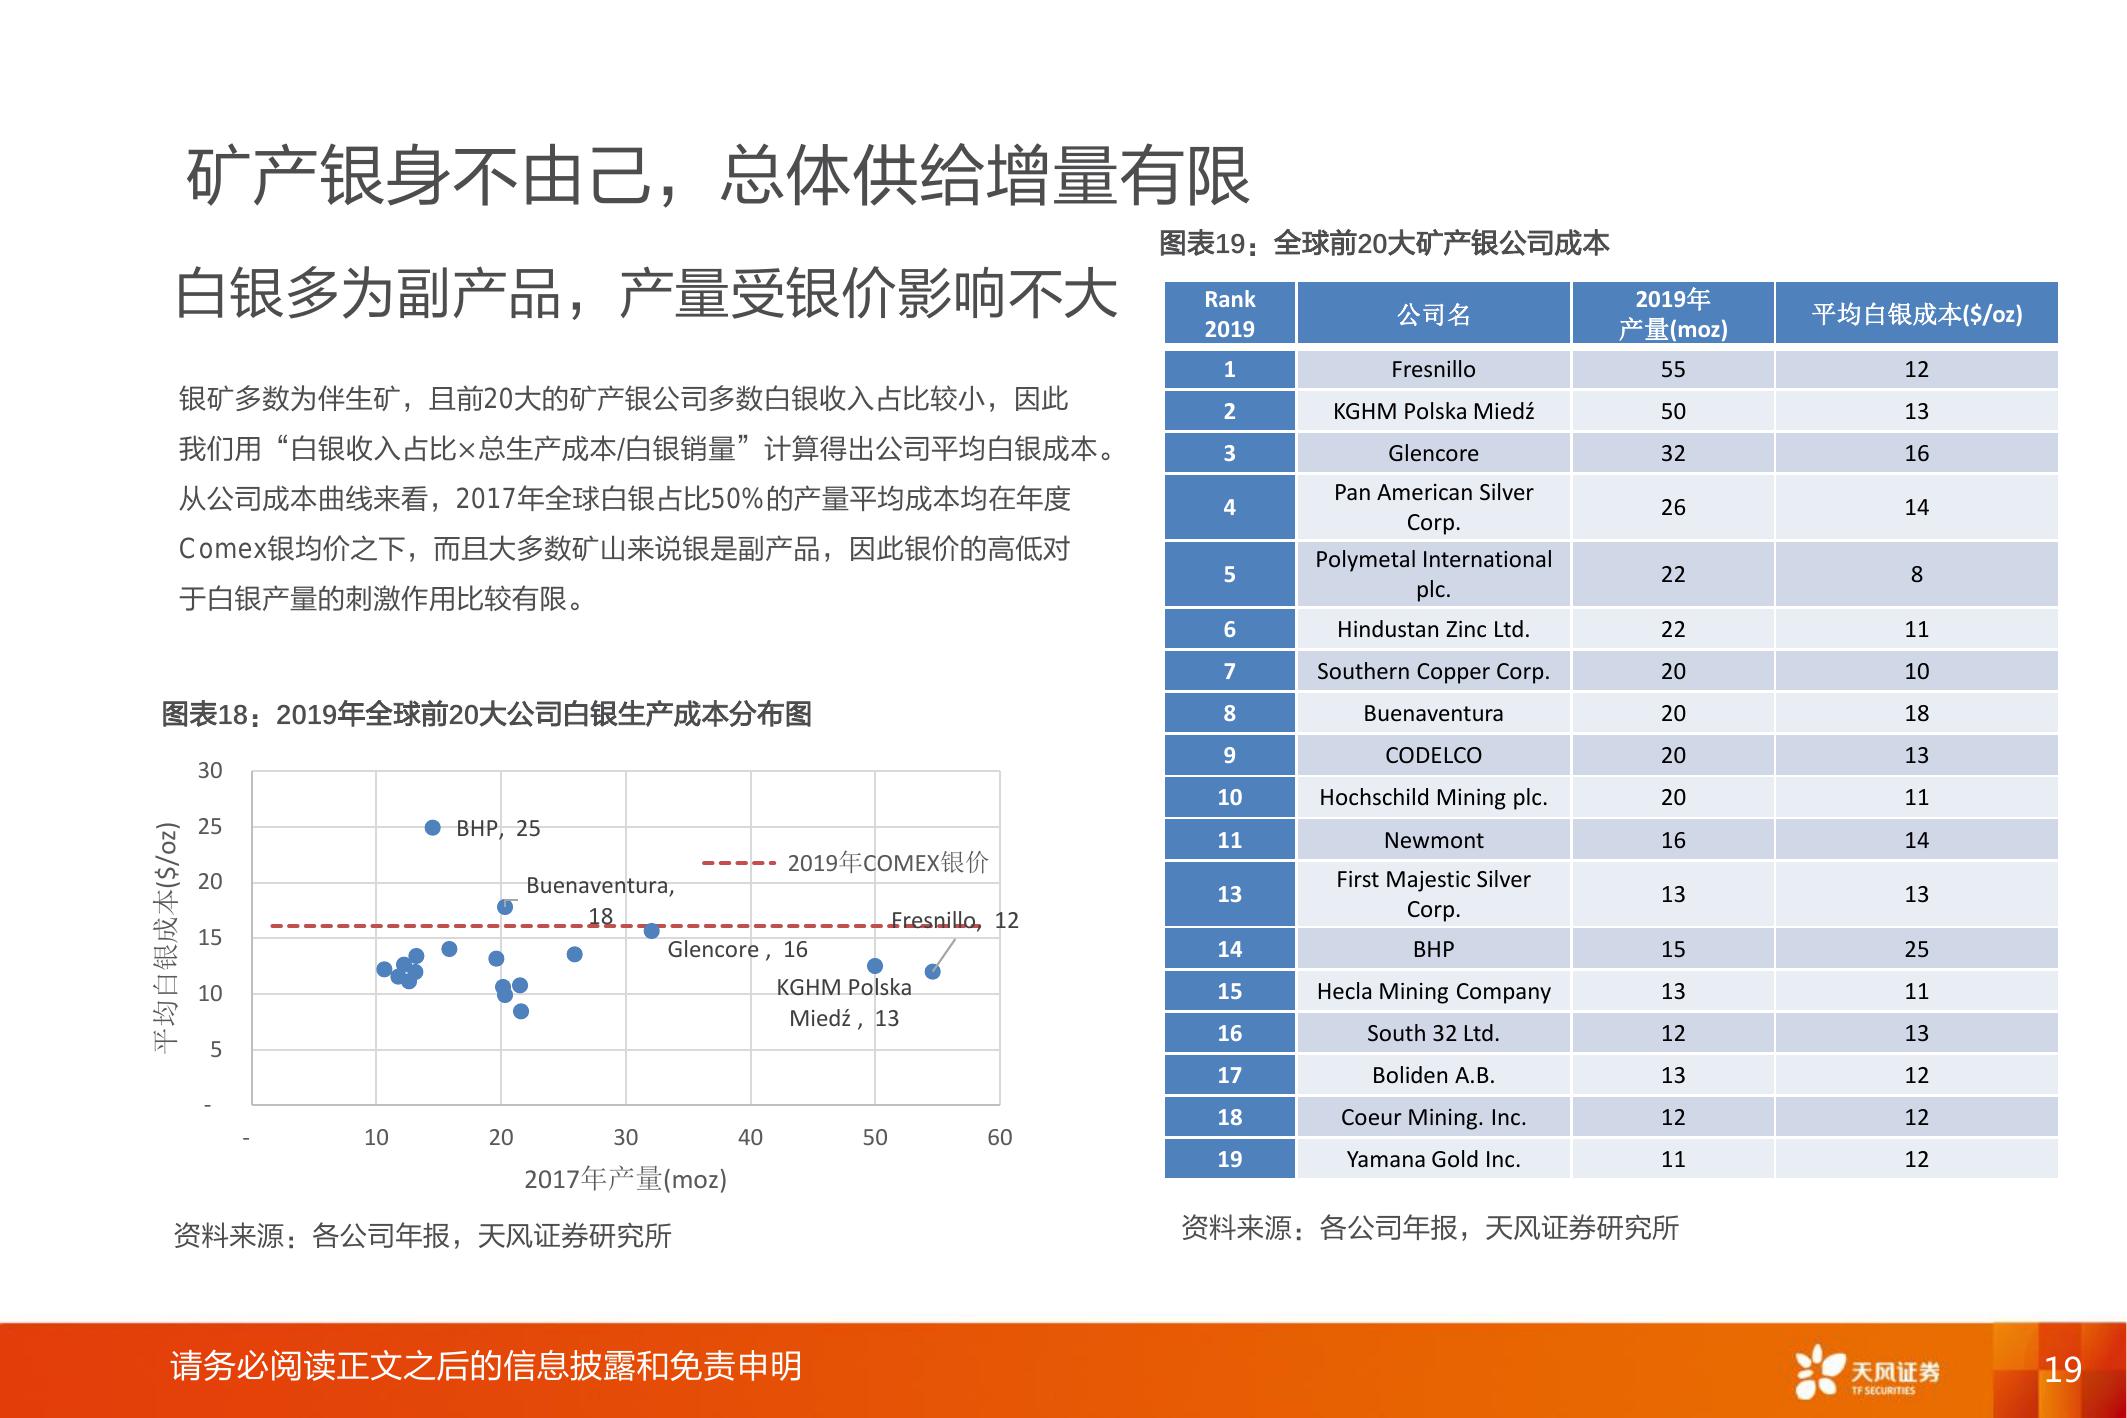 矿产银身不由己，总体供给增量有限
白银多为副产品，产量受银价影响不大
银矿多数为伴生矿，且前20大的矿产银公司多数白银收入占比较小，因此
我们用“白银收入占比×总生产成本/白银销量”计算得出公司平均白银成本。
从公司成本曲线来看，2017年全球白银占比50%的产量平均成本均在年度
Comex银均价之下，而且大多数矿山来说银是副产品，因此银价的高低对
于白银产量的刺激作用比较有限。
图表18：2019年全球前20大公司白银生产成本分布图
平均白银成本($/oz)
30
25
20
15
10
5
-
BHP, 25
2019年COMEX银价
Buenaventura,
18
Fresnillo, 12
Glencore , 16
KGHM Polska
Miedź , 13
- 10 20 30 40 50 60
2017年产量(moz)
资料来源：各公司年报，天风证券研究所
图表19：全球前20大矿产银公司成本
Rank
2019
公司名
2019年
产量(moz)
平均白银成本($/oz)
1 Fresnillo 55 12
2 KGHM Polska Miedź 50 13
3 Glencore 32 16
4 Pan American Silver
Corp. 26 14
5 Polymetal International
plc. 22 8
6 Hindustan Zinc Ltd. 22 11
7 Southern Copper Corp. 20 10
8 Buenaventura 20 18
9 CODELCO 20 13
10 Hochschild Mining plc. 20 11
11 Newmont 16 14
13 First Majestic Silver
Corp. 13 13
14 BHP 15 25
15 Hecla Mining Company 13 11
16 South 32 Ltd. 12 13
17 Boliden A.B. 13 12
18 Coeur Mining. Inc. 12 12
19 Yamana Gold Inc. 11 12
资料来源：各公司年报，天风证券研究所
请务必阅读正文之后的信息披露和免责申明
天风证券
TF SECURITIES
19